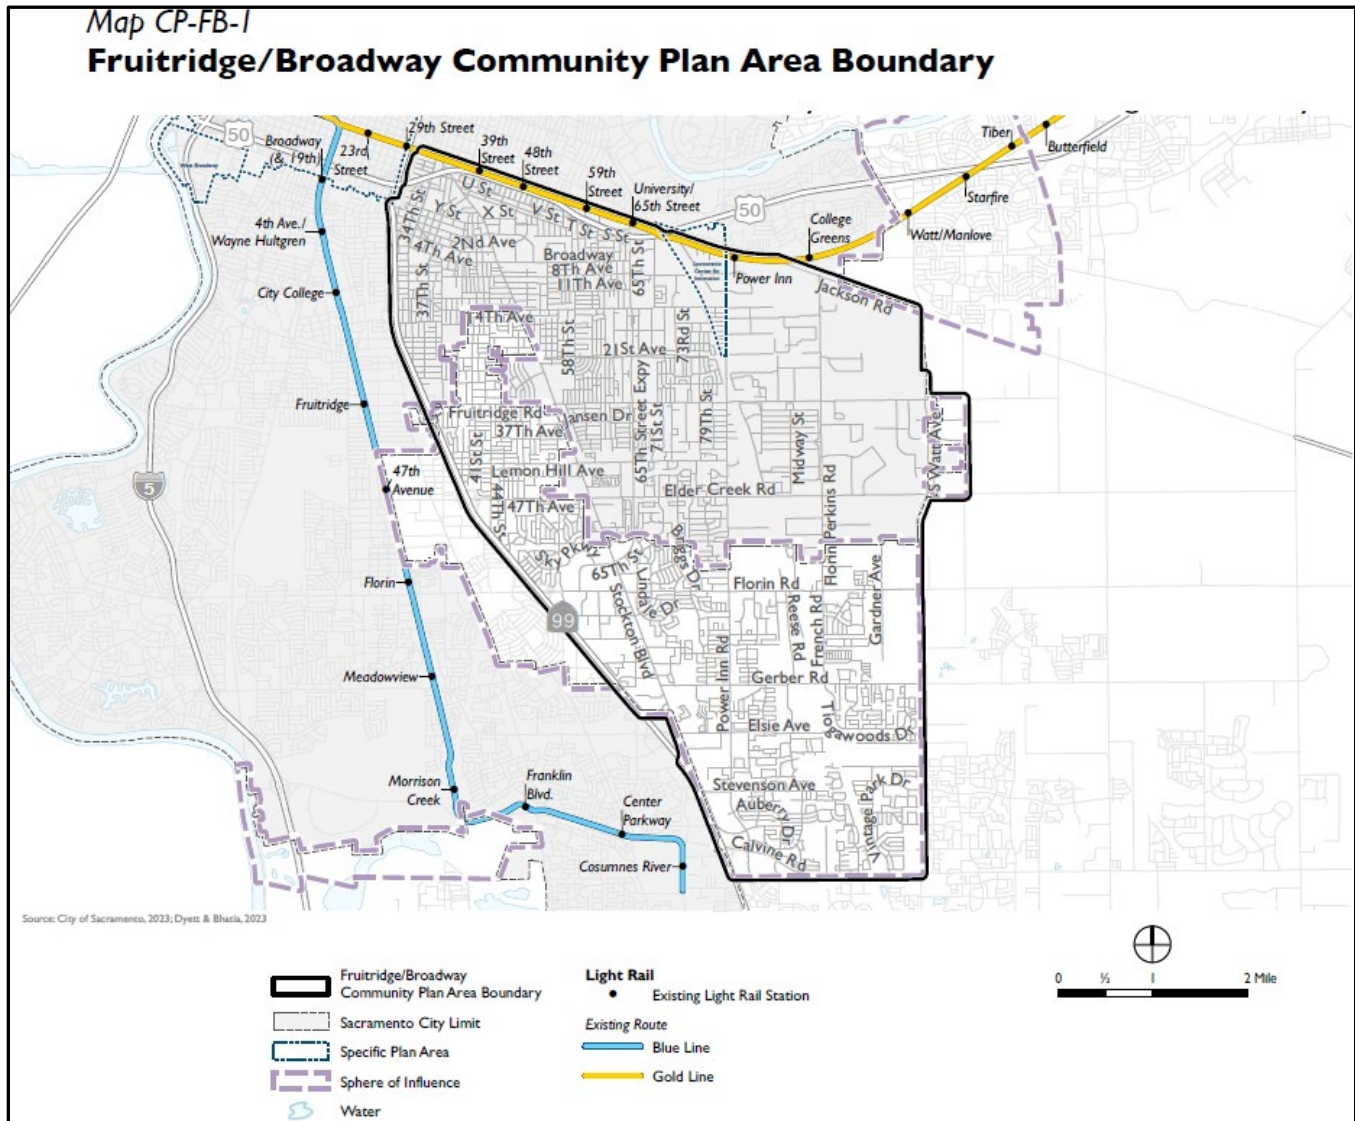 Map CP-FB-1
Fruitridge/Broadway Community Plan Area Boundary
50
Broadway
(& 19th)
23rd
Street
29th Street
39th
Street
48th
Street
59th
Street
University/
65th Street
50
Tiber
Butterfield
Starfire
Watt/Manlove
College
Greens
Power Inn
4th Ave./
Wayne Hultgren
City College
Fruitridge
47th
Avenue
Florin
Meadowview
Morrison
Creek
Franklin
Blvd.
Center
Parkway
Cosumnes River
5
99
34Th St
U St
Y St
X St
V St
T St
S St
4Th Ave
2Nd Ave
Broadway
8Th Ave
11Th Ave
65Th St
37Th St
14Th Ave
58Th St
21St Ave
73Rd St
Jackson Rd
Fruitridge Rd
Jansen Dr
37Th Ave
65Th Street Expy
71St St
79Th St
Midway St
S Watt Ave
41St St
Lemon Hill Ave
Elder Creek Rd
Florin Perkins Rd
44Th St
47Th Ave
Sky Pkwy
65Th St
Briggs Dr
Lindale Dr
Florin Rd
Stockton Blvd
Reese Rd
French Rd
Gardner Ave
Power Inn Rd
Gerber Rd
Elsie Ave
Tiogawoods Dr
Stevenson Ave
Auberry Dr
Vintage Park Dr
Calvine Rd
Source: City of Sacramento, 2023; Dyett & Bhatia, 2023
Fruitridge/Broadway
Community Plan Area Boundary
Sacramento City Limit
Specific Plan Area
Sphere of Influence
Water
Light Rail
Existing Light Rail Station
Existing Route
Blue Line
Gold Line
0 ½ 1 2 Mile